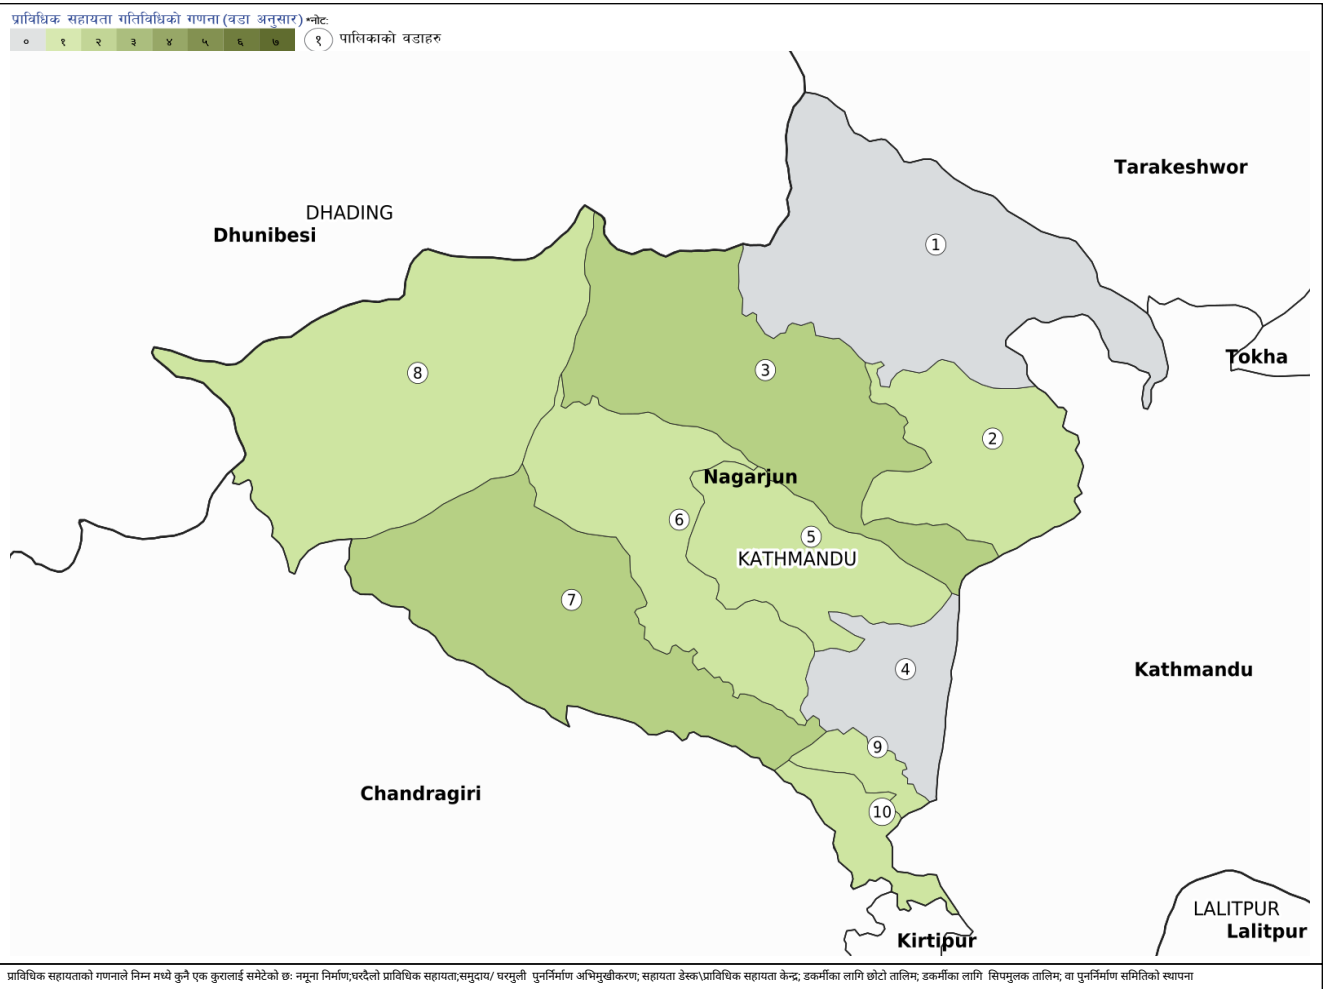 प्राविधिक सहायता गतिविधिको गणना (वडा अनुसार) *नोट:
० १ २ ३ ४ ५ ६ ७ १ पालिकाको वडाहरु
Tarakeshwor
DHADING
Dhunibesi
1
Tokha
8
3
2
Nagarjun
6
5
KATHMANDU
7
4
Kathmandu
9
Chandragiri
10
LALITPUR
Lalitpur
Kirtipur
प्राविधिक सहायताको गणनाले निम्न मध्ये कुनै एक कुरालाई समेटेको छः नमूना निर्माण;घरदैलो प्राविधिक सहायता;समुदाय/ घरमुली पुनर्निर्माण अभिमुखीकरण; सहायता डेस्क\प्राविधिक सहायता केन्द्र; डकर्मीका लागि छोटो तालिम; डकर्मीका लागि सिपमुलक तालिम; वा पुनर्निर्माण समितिको स्थापना